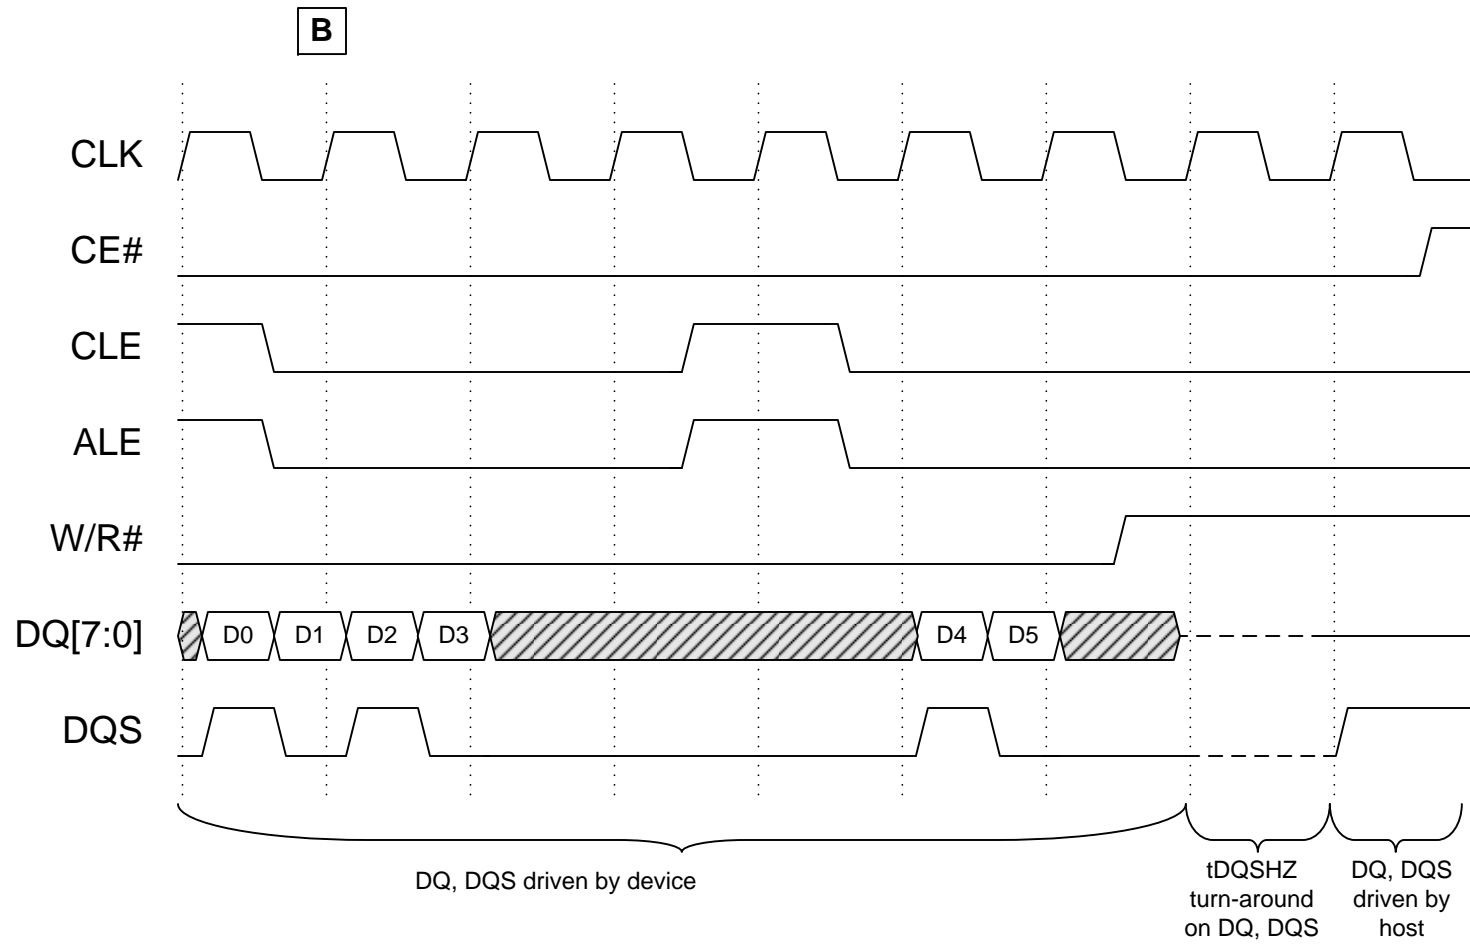 B
CLK
CE#
CLE
ALE
W/R#
DQ[7:0]
D0 D1 D2 D3 D4 D5
DQS
DQ, DQS driven by device
tDQSHZ
turn-around
on DQ, DQS
DQ, DQS
driven by
host